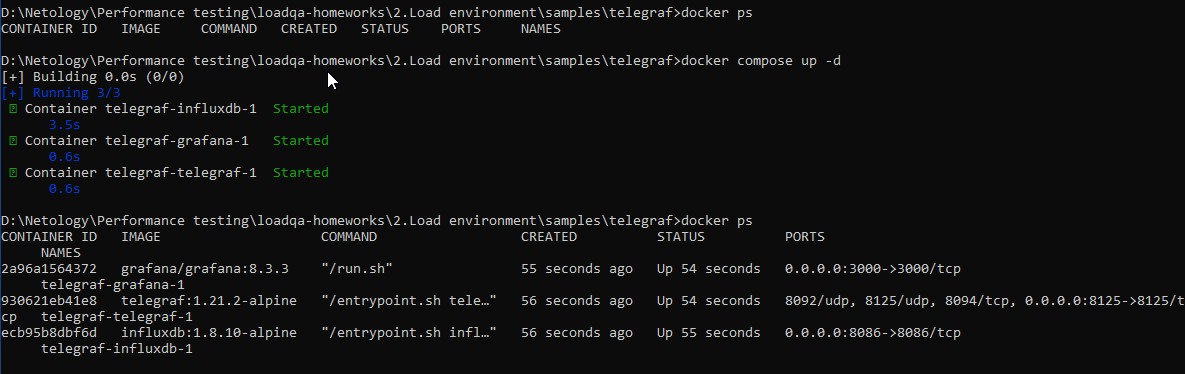 D:\Netology\Performance testing\loadqa-homeworks\2.Load environment\samples\telegraf>docker ps
CONTAINER ID   IMAGE     COMMAND   CREATED   STATUS    PORTS     NAMES
D:\Netology\Performance testing\loadqa-homeworks\2.Load environment\samples\telegraf>docker compose up -d
[+] Building 0.0s (0/0)
[+] Running 3/3
Container telegraf-influxdb-1  Started
3.5s
Container telegraf-grafana-1   Started
0.6s
Container telegraf-telegraf-1  Started
0.6s
D:\Netology\Performance testing\loadqa-homeworks\2.Load environment\samples\telegraf>docker ps
CONTAINER ID   IMAGE                    COMMAND                  CREATED          STATUS          PORTS
NAMES
2a96a1564372   grafana/grafana:8.3.3    "/run.sh"                55 seconds ago   Up 54 seconds   0.0.0.0:3000->3000/tcp
telegraf-grafana-1
930621eb41e8   telegraf:1.21.2-alpine   "/entrypoint.sh tele…"   56 seconds ago   Up 54 seconds   8092/udp, 8125/udp, 8094/tcp, 0.0.0.0:8125->8125/t
cp   telegraf-telegraf-1
ecb95b8dbf6d   influxdb:1.8.10-alpine   "/entrypoint.sh infl…"   56 seconds ago   Up 55 seconds   0.0.0.0:8086->8086/tcp
telegraf-influxdb-1